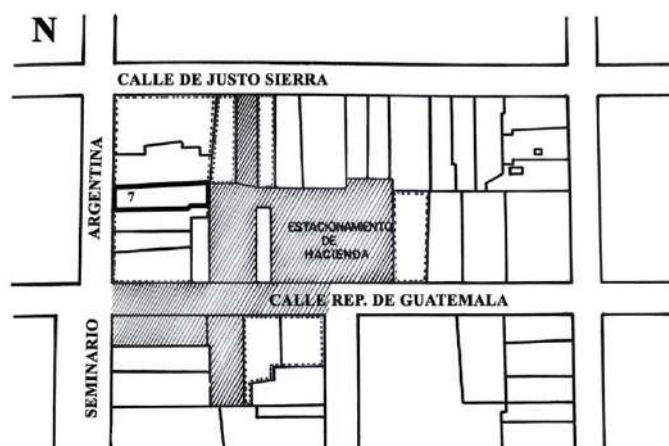 N
CALLE DE JUSTO SIERRA
ARGENTINA
7
ESTACIONAMIENTO
DE
HACIENDA
CALLE REP. DE GUATEMALA
SEMINARIO